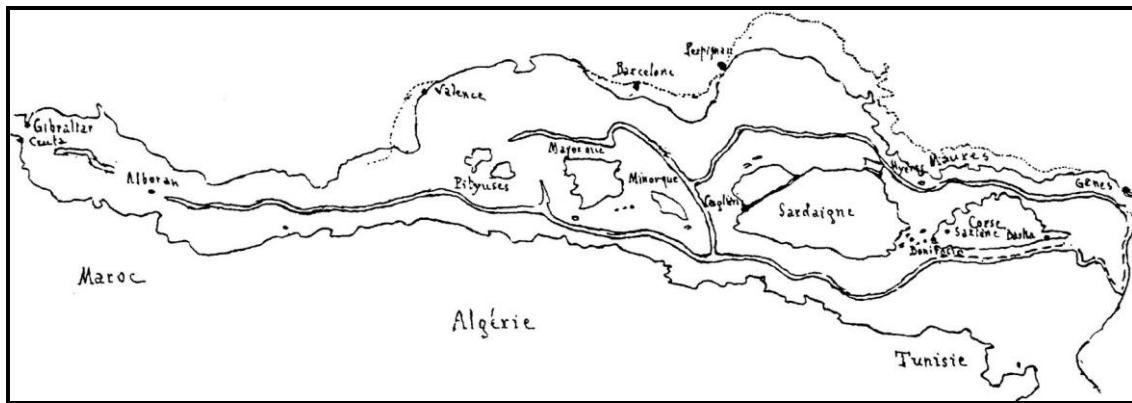 Perpignan
Barcelone
Valence
Gibraltar
Ceuta
Alboran
Pityuses
Majorque
Minorque
Sardaigne
Hyères
Maures
Gênes
Corse
Sartène
Bastia
Bonifacio
Maroc
Algérie
Tunisie